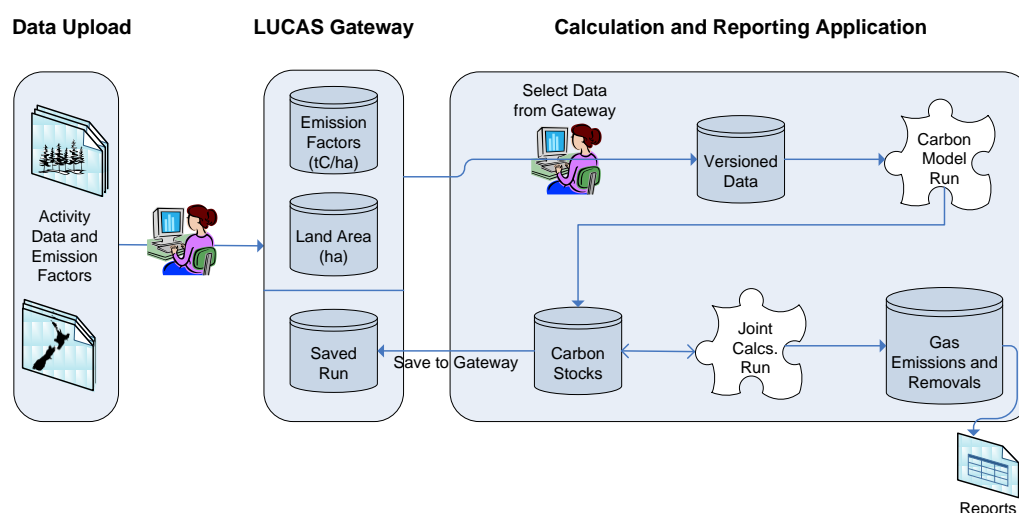 Data Upload
LUCAS Gateway
Calculation and Reporting Application
Activity
Data and
Emission
Factors
Emission
Factors
(tC/ha)
Land Area
(ha)
Saved
Run
Select Data
from Gateway
Versioned
Data
Carbon
Model
Run
Save to Gateway
Carbon
Stocks
Joint
Calcs.
Run
Gas
Emissions and
Removals
Reports